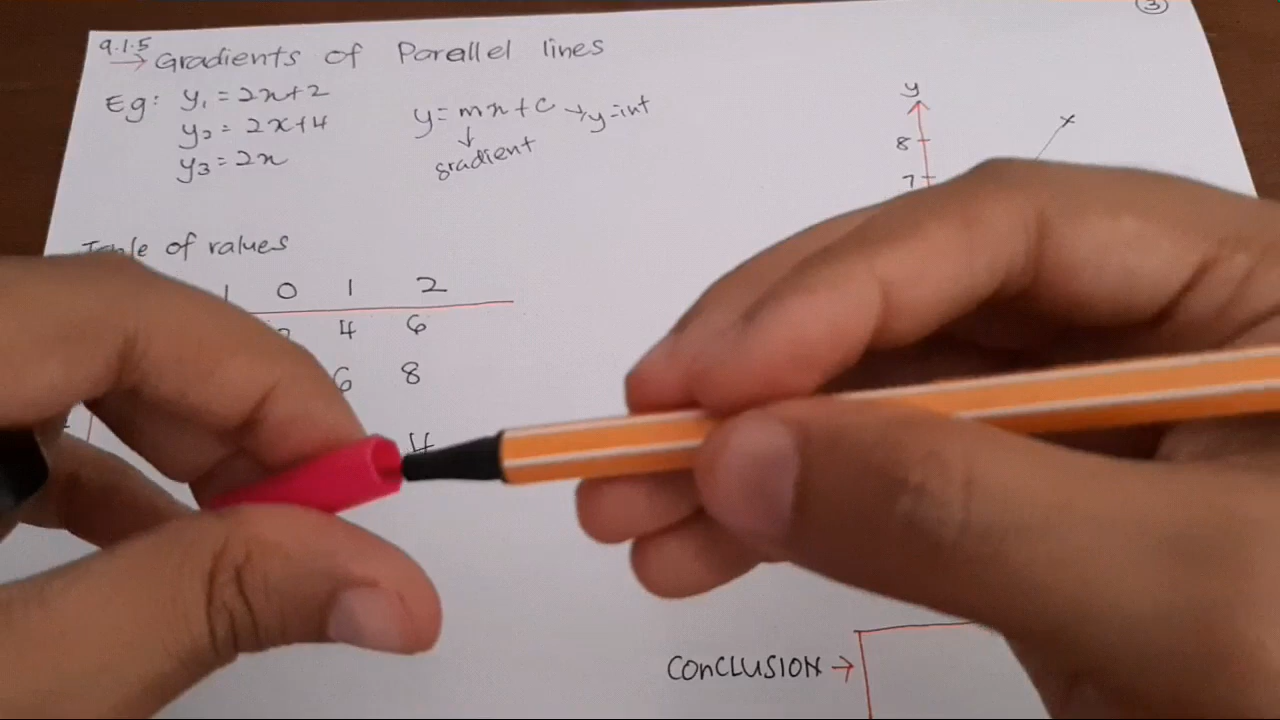 3
9.1.5
→ Gradients of Parallel lines
Eg: y₁ = 2x+2
y₂ = 2x+4
y₃ = 2x
y = mx + c → y-int
↓
gradient
y
8
7
of values
0 1 2
4 6
6 8
4
CONCLUSION →